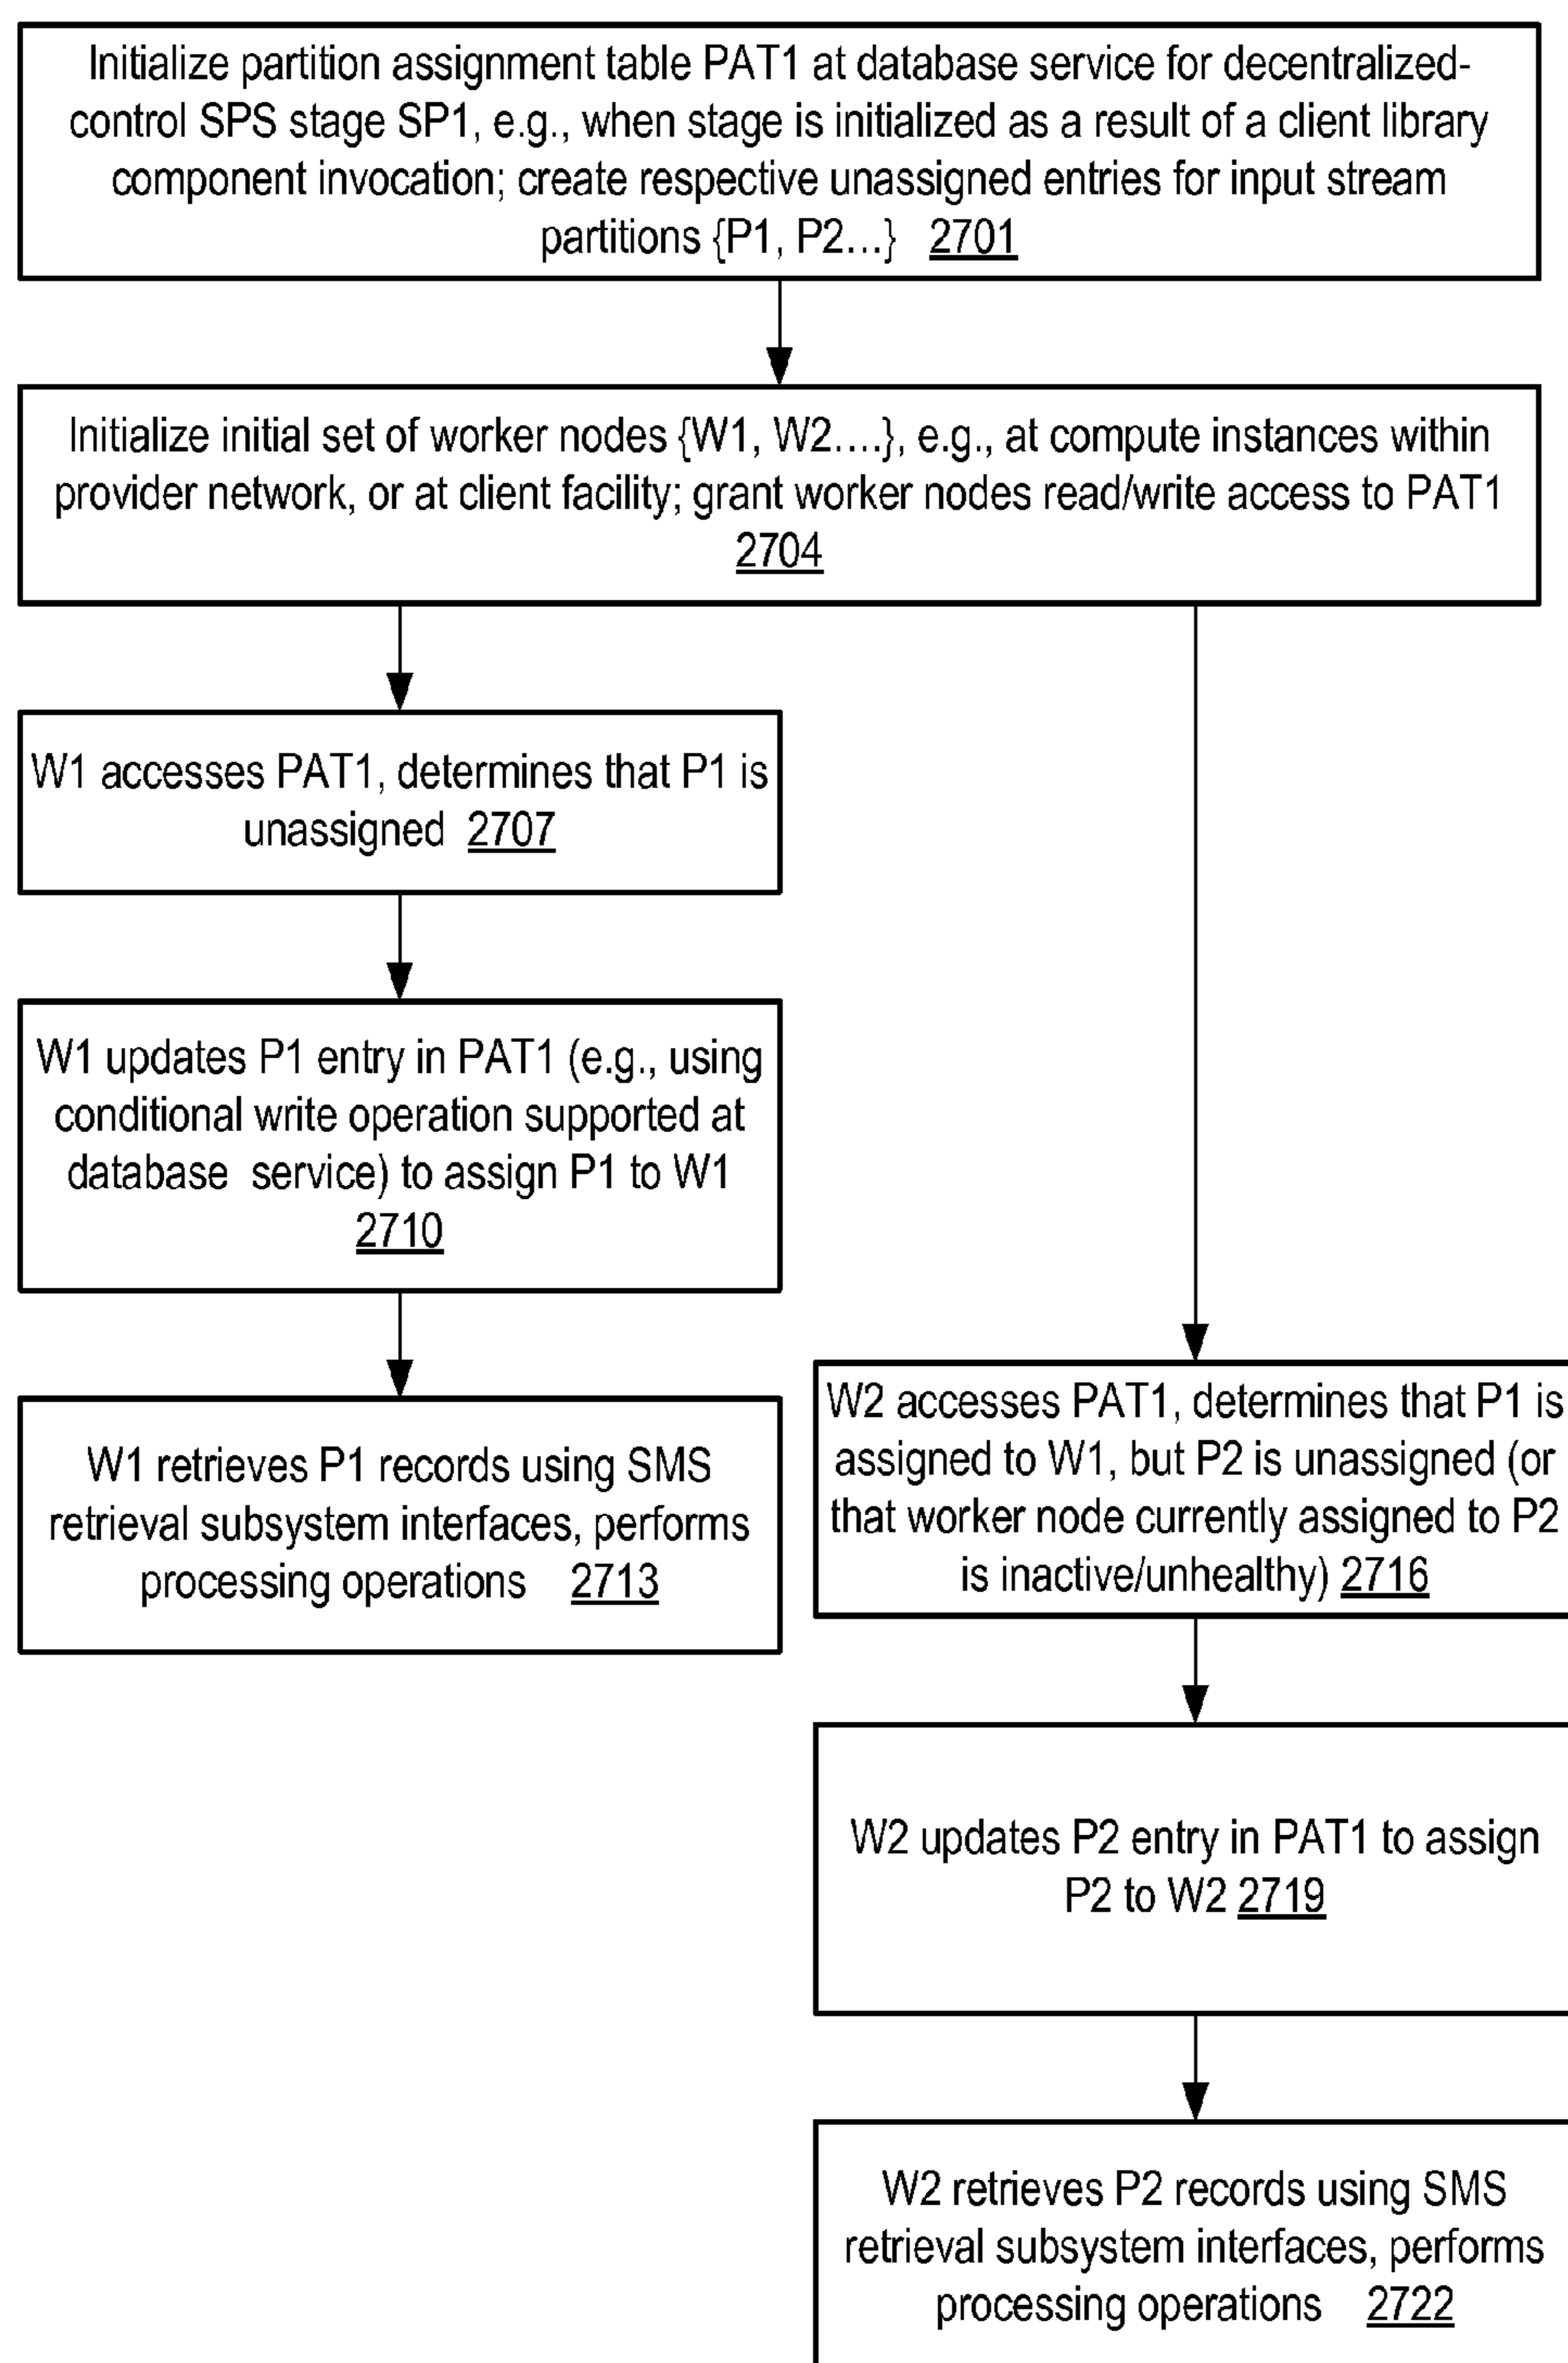 Initialize partition assignment table PAT1 at database service for decentralized-
control SPS stage SP1, e.g., when stage is initialized as a result of a client library
component invocation; create respective unassigned entries for input stream
partitions {P1, P2…} 2701
Initialize initial set of worker nodes {W1, W2….}, e.g., at compute instances within
provider network, or at client facility; grant worker nodes read/write access to PAT1
2704
W1 accesses PAT1, determines that P1 is
unassigned 2707
W1 updates P1 entry in PAT1 (e.g., using
conditional write operation supported at
database service) to assign P1 to W1
2710
W1 retrieves P1 records using SMS
retrieval subsystem interfaces, performs
processing operations 2713
W2 accesses PAT1, determines that P1 is
assigned to W1, but P2 is unassigned (or
that worker node currently assigned to P2
is inactive/unhealthy) 2716
W2 updates P2 entry in PAT1 to assign
P2 to W2 2719
W2 retrieves P2 records using SMS
retrieval subsystem interfaces, performs
processing operations 2722